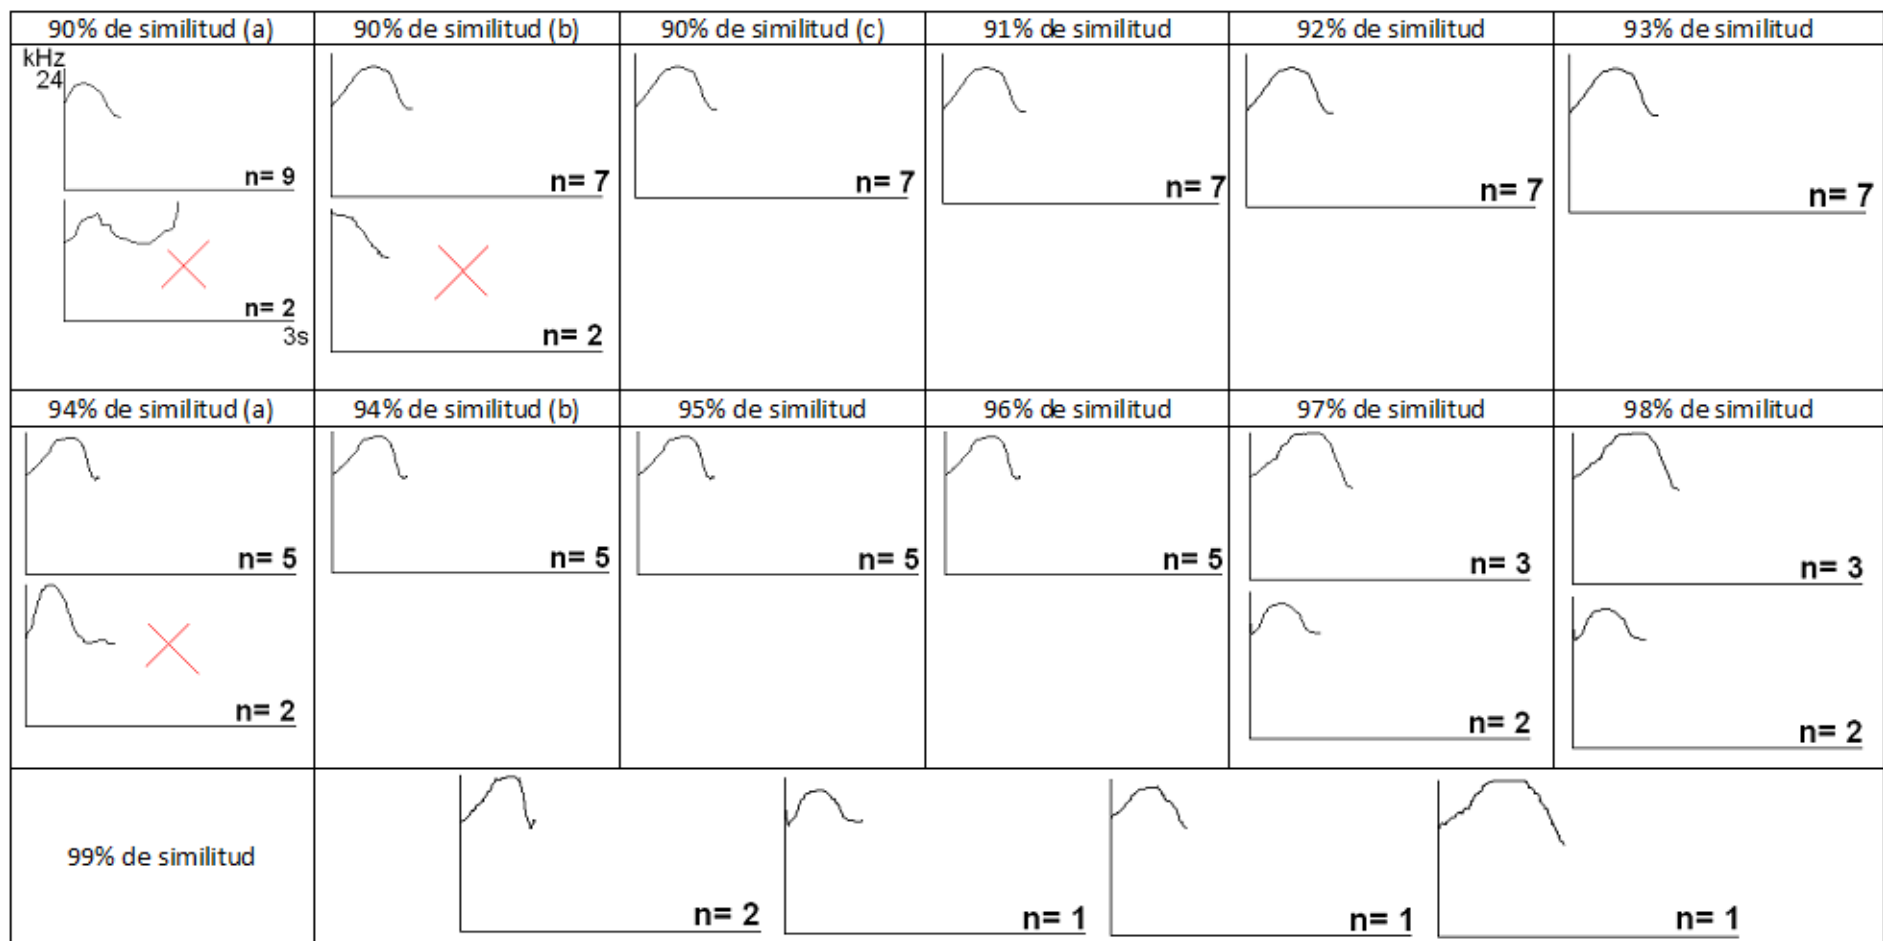 90% de similitud (a)
90% de similitud (b)
90% de similitud (c)
91% de similitud
92% de similitud
93% de similitud
kHz
24
n= 9
n= 7
n= 7
n= 7
n= 7
n= 7
n= 2
3s
n= 2
94% de similitud (a)
94% de similitud (b)
95% de similitud
96% de similitud
97% de similitud
98% de similitud
n= 5
n= 5
n= 5
n= 5
n= 3
n= 3
n= 2
n= 2
n= 2
99% de similitud
n= 2
n= 1
n= 1
n= 1